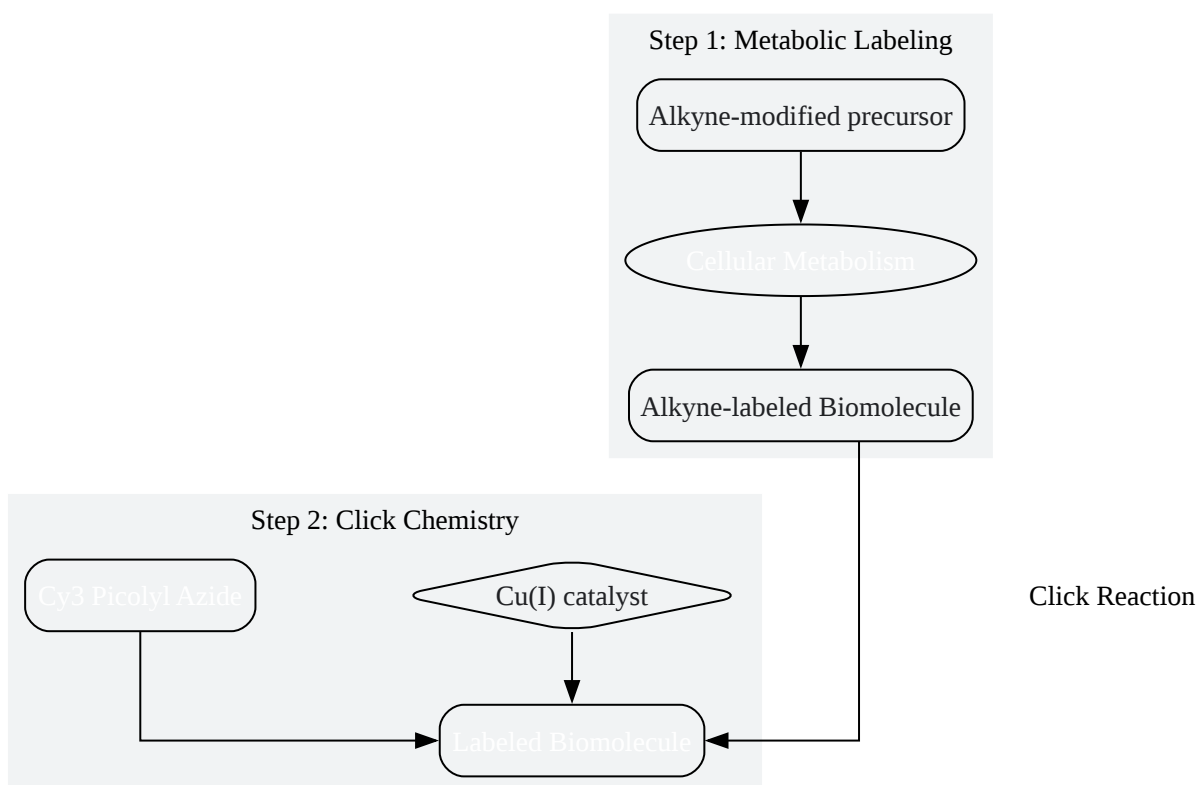 Step 1: Metabolic Labeling
Alkyne-modified precursor
Cellular Metabolism
Alkyne-labeled Biomolecule
Step 2: Click Chemistry
Cy3 Picolyl Azide
Cu(I) catalyst
Click Reaction
Labeled Biomolecule